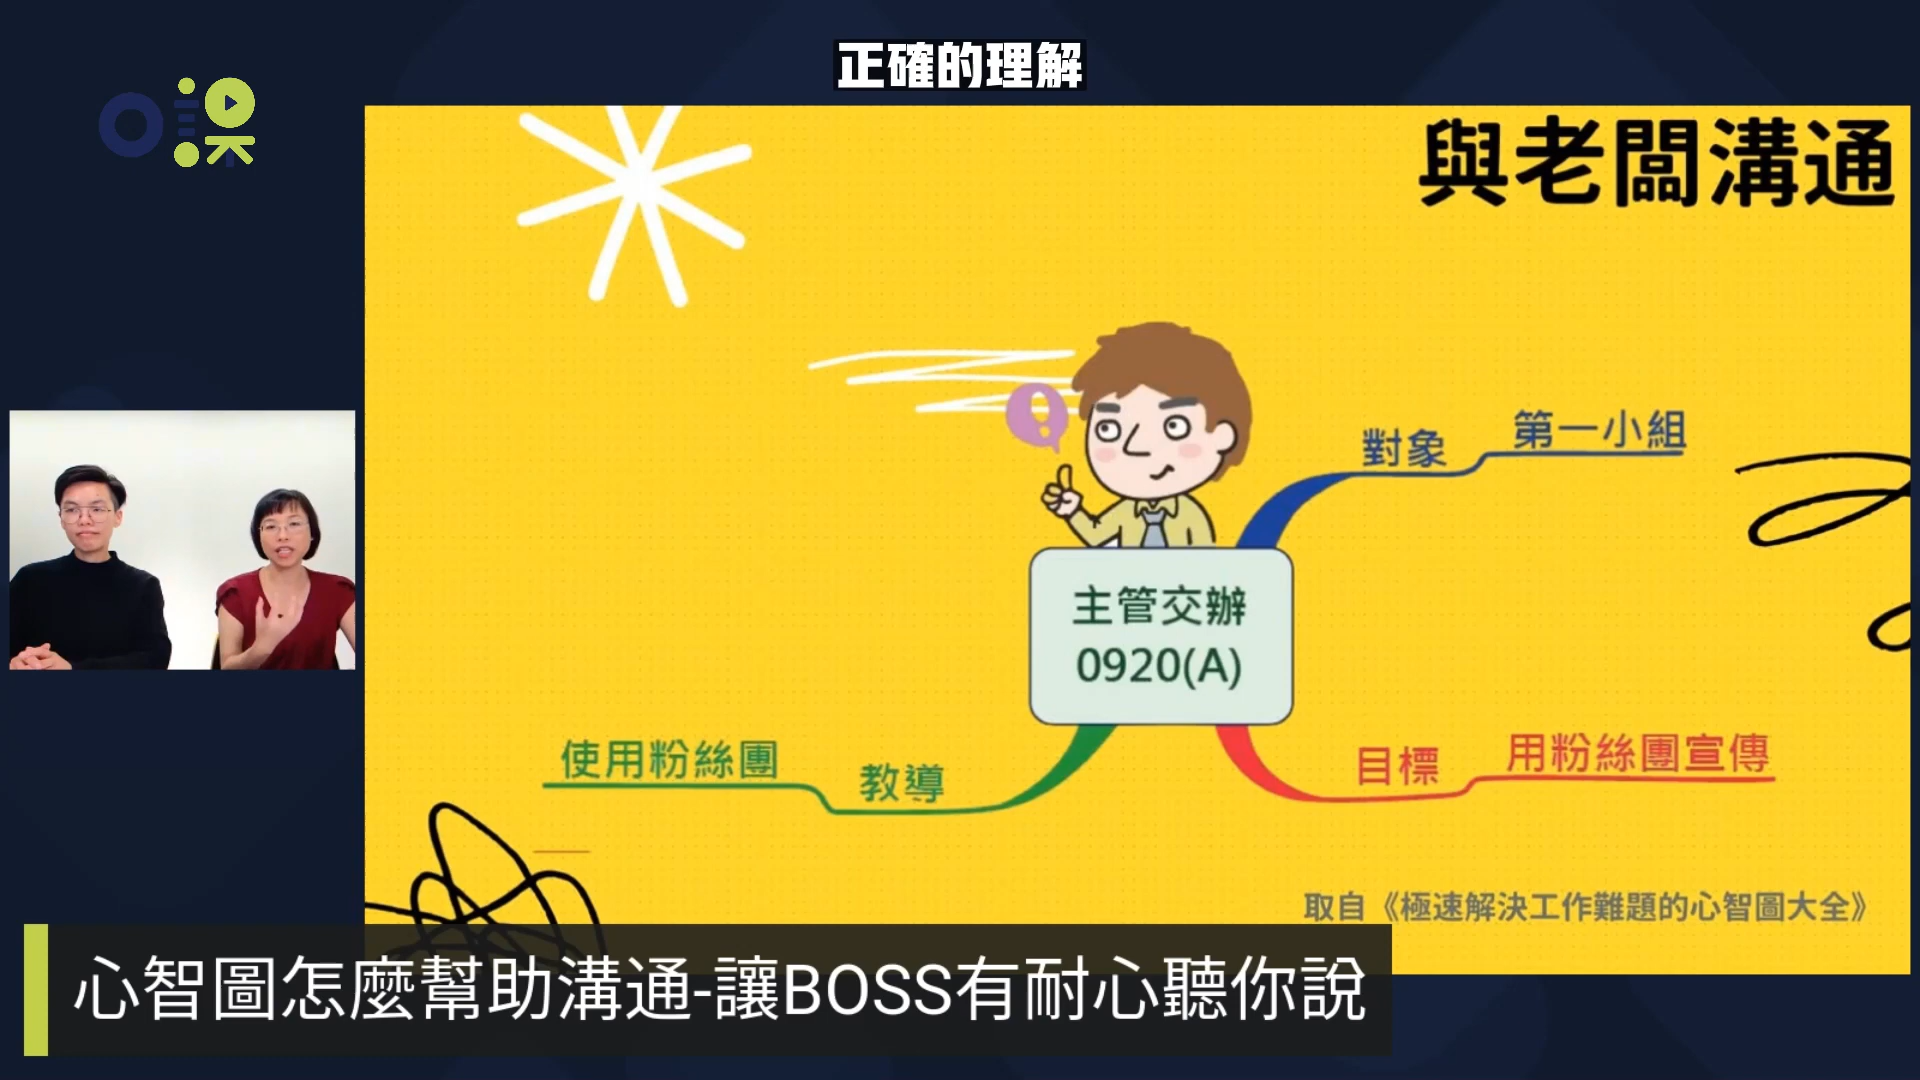 正確的理解
與老闆溝通
對象
第一小組
主管交辦
0920(A)
使用粉絲團
教導
目標
用粉絲團宣傳
取自《極速解決工作難題的心智圖大全》
心智圖怎麼幫助溝通-讓BOSS有耐心聽你說